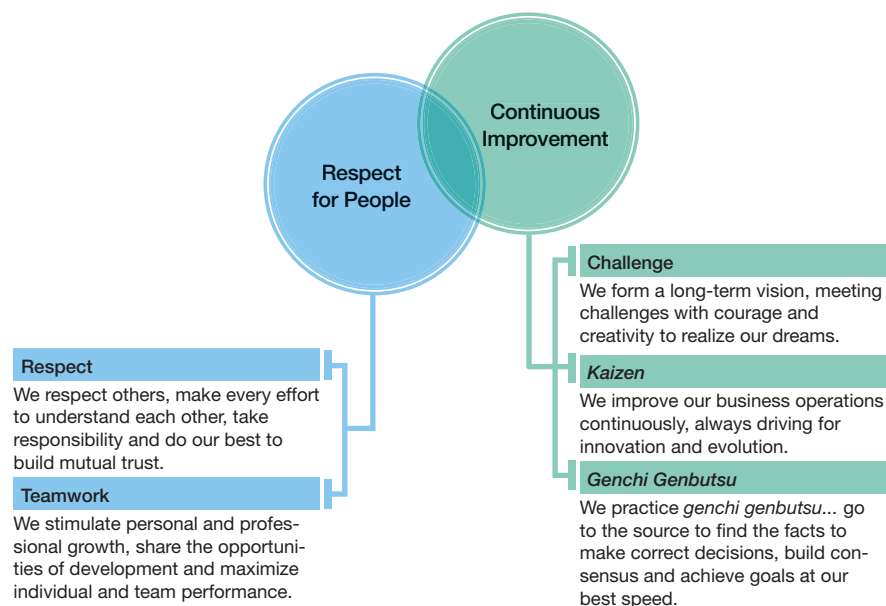 Continuous
Improvement
Respect
for People
Challenge
We form a long-term vision, meeting
challenges with courage and
creativity to realize our dreams.
Kaizen
We improve our business operations
continuously, always driving for
innovation and evolution.
Genchi Genbutsu
We practice genchi genbutsu... go
to the source to find the facts to
make correct decisions, build con-
sensus and achieve goals at our
best speed.
Respect
We respect others, make every effort
to understand each other, take
responsibility and do our best to
build mutual trust.
Teamwork
We stimulate personal and profes-
sional growth, share the opportuni-
ties of development and maximize
individual and team performance.